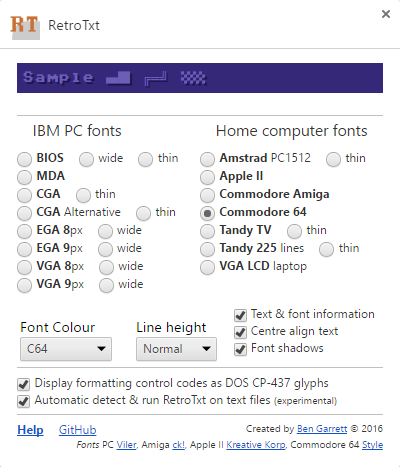 RT RetroTxt
Sample
IBM PC fonts
BIOS wide thin
MDA
CGA thin
CGA Alternative thin
EGA 8px wide
EGA 9px wide
VGA 8px wide
VGA 9px wide
Home computer fonts
Amstrad PC1512 thin
Apple II
Commodore Amiga
Commodore 64
Tandy TV thin
Tandy 225 lines thin
VGA LCD laptop
Font Colour
C64
Line height
Normal
Text & font information
Centre align text
Font shadows
Display formatting control codes as DOS CP-437 glyphs
Automatic detect & run RetroTxt on text files (experimental)
Help GitHub
Created by Ben Garrett © 2016
Fonts PC Viler, Amiga ck!, Apple II Kreative Korp, Commodore 64 Style